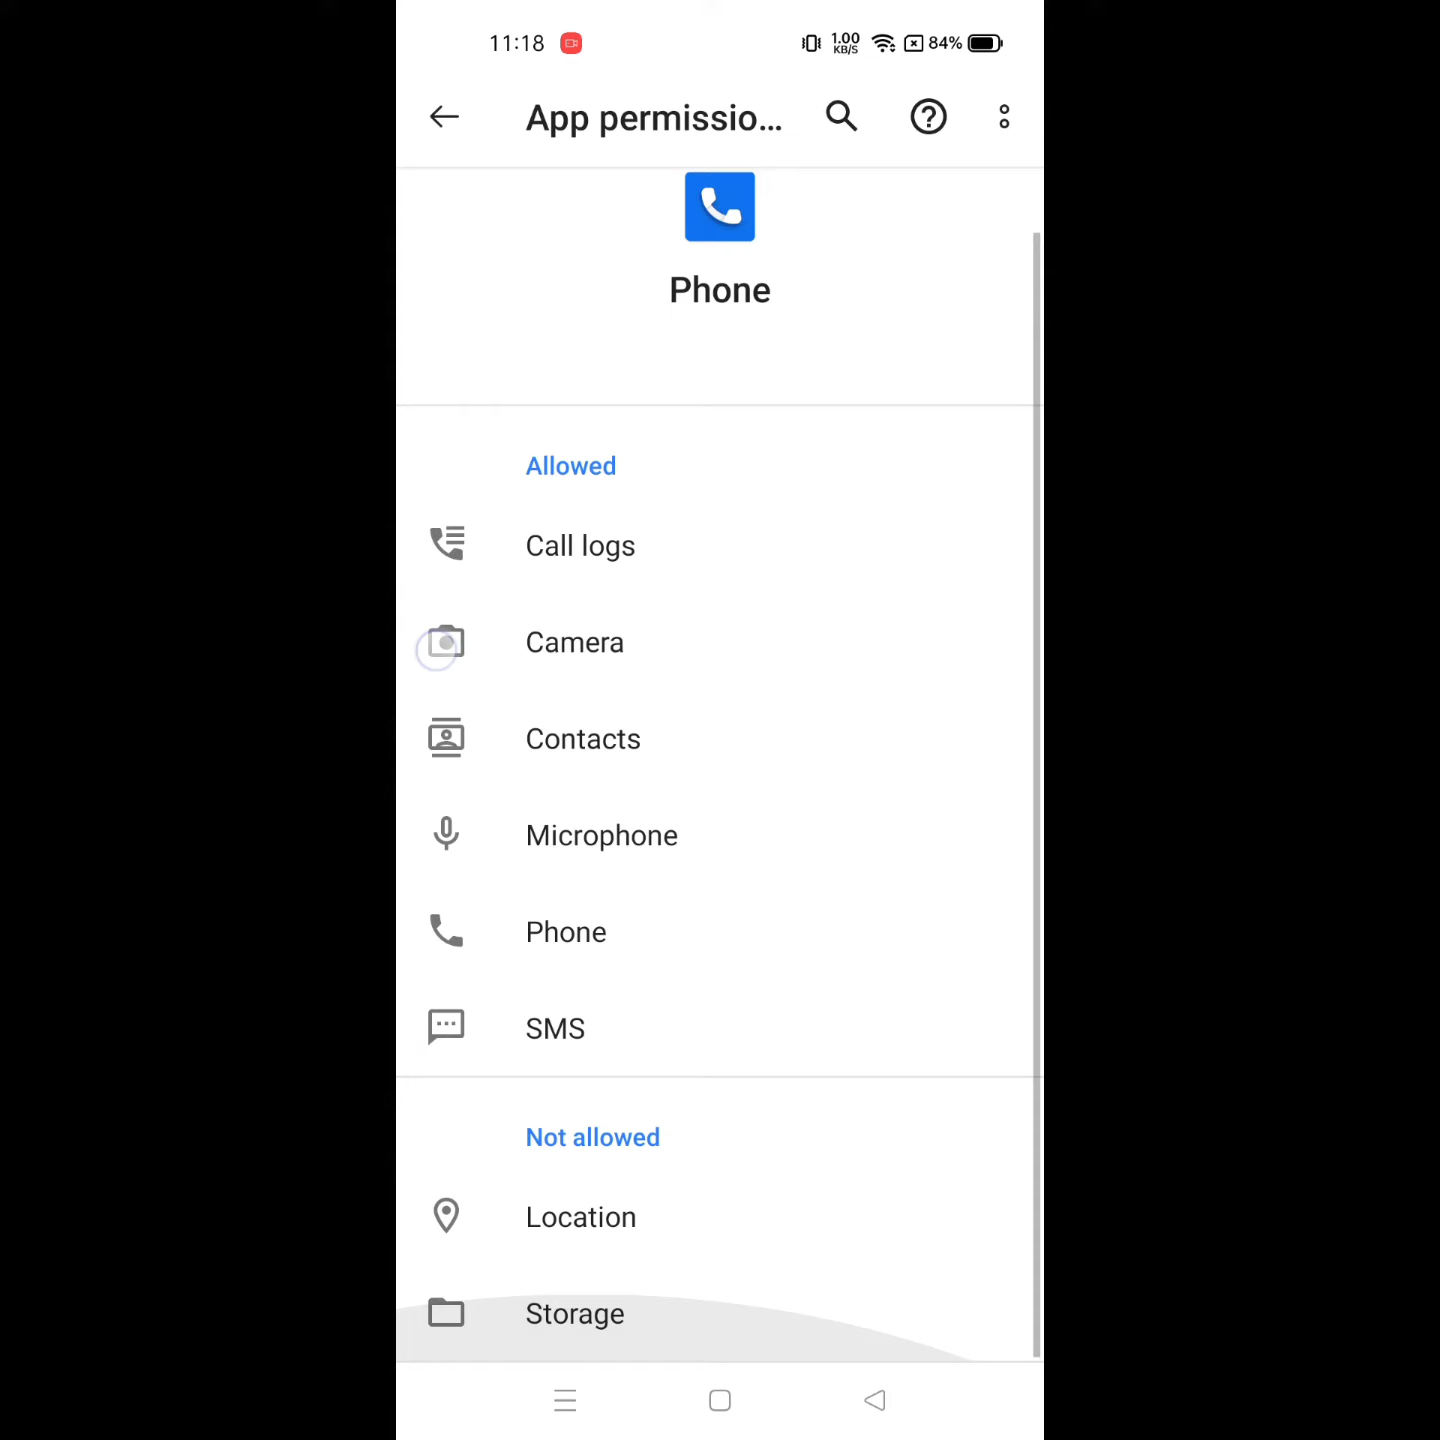 11:18
1.00 KB/S
84%
App permissio...
Phone
Allowed
Call logs
Camera
Contacts
Microphone
Phone
SMS
Not allowed
Location
Storage